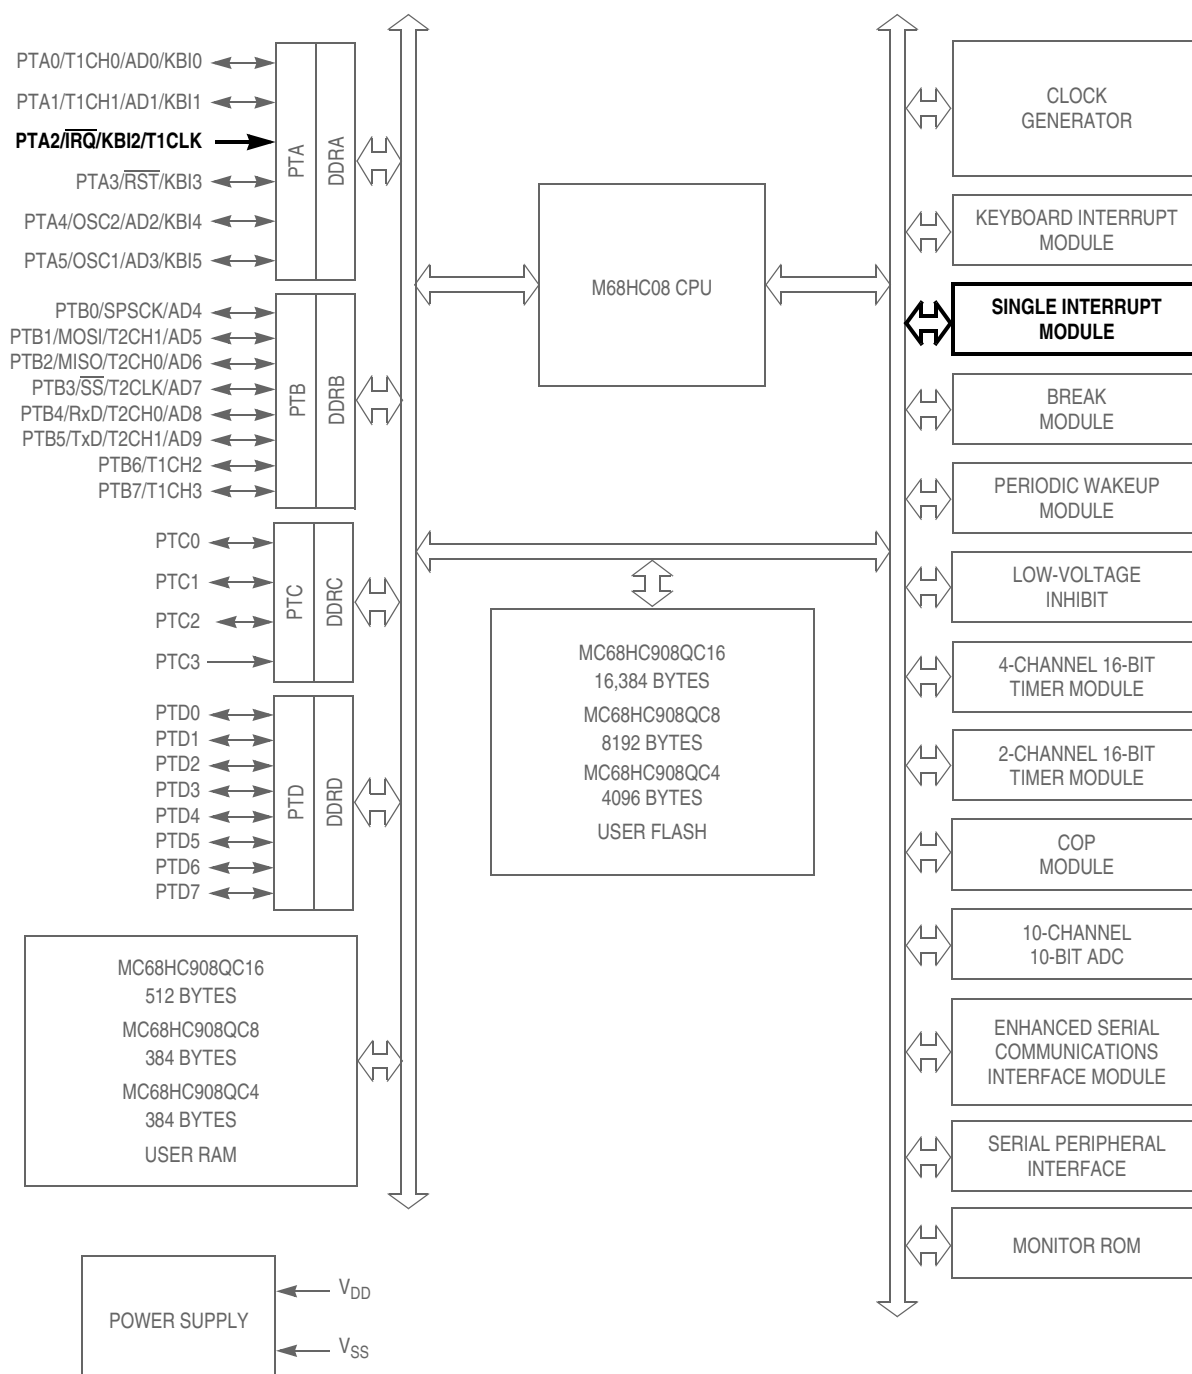 PTA0/T1CH0/AD0/KBI0
PTA1/T1CH1/AD1/KBI1
PTA2/IRQ/KBI2/T1CLK
PTA3/RST/KBI3
PTA4/OSC2/AD2/KBI4
PTA5/OSC1/AD3/KBI5
PTA
DDRA
PTB0/SPSCK/AD4
PTB1/MOSI/T2CH1/AD5
PTB2/MISO/T2CH0/AD6
PTB3/SS/T2CLK/AD7
PTB4/RxD/T2CH0/AD8
PTB5/TxD/T2CH1/AD9
PTB6/T1CH2
PTB7/T1CH3
PTB
DDRB
PTC0
PTC1
PTC2
PTC3
PTC
DDRC
PTD0
PTD1
PTD2
PTD3
PTD4
PTD5
PTD6
PTD7
PTD
DDRD
MC68HC908QC16
512 BYTES
MC68HC908QC8
384 BYTES
MC68HC908QC4
384 BYTES
USER RAM
POWER SUPPLY
VDD
VSS
M68HC08 CPU
MC68HC908QC16
16,384 BYTES
MC68HC908QC8
8192 BYTES
MC68HC908QC4
4096 BYTES
USER FLASH
CLOCK
GENERATOR
KEYBOARD INTERRUPT
MODULE
SINGLE INTERRUPT
MODULE
BREAK
MODULE
PERIODIC WAKEUP
MODULE
LOW-VOLTAGE
INHIBIT
4-CHANNEL 16-BIT
TIMER MODULE
2-CHANNEL 16-BIT
TIMER MODULE
COP
MODULE
10-CHANNEL
10-BIT ADC
ENHANCED SERIAL
COMMUNICATIONS
INTERFACE MODULE
SERIAL PERIPHERAL
INTERFACE
MONITOR ROM